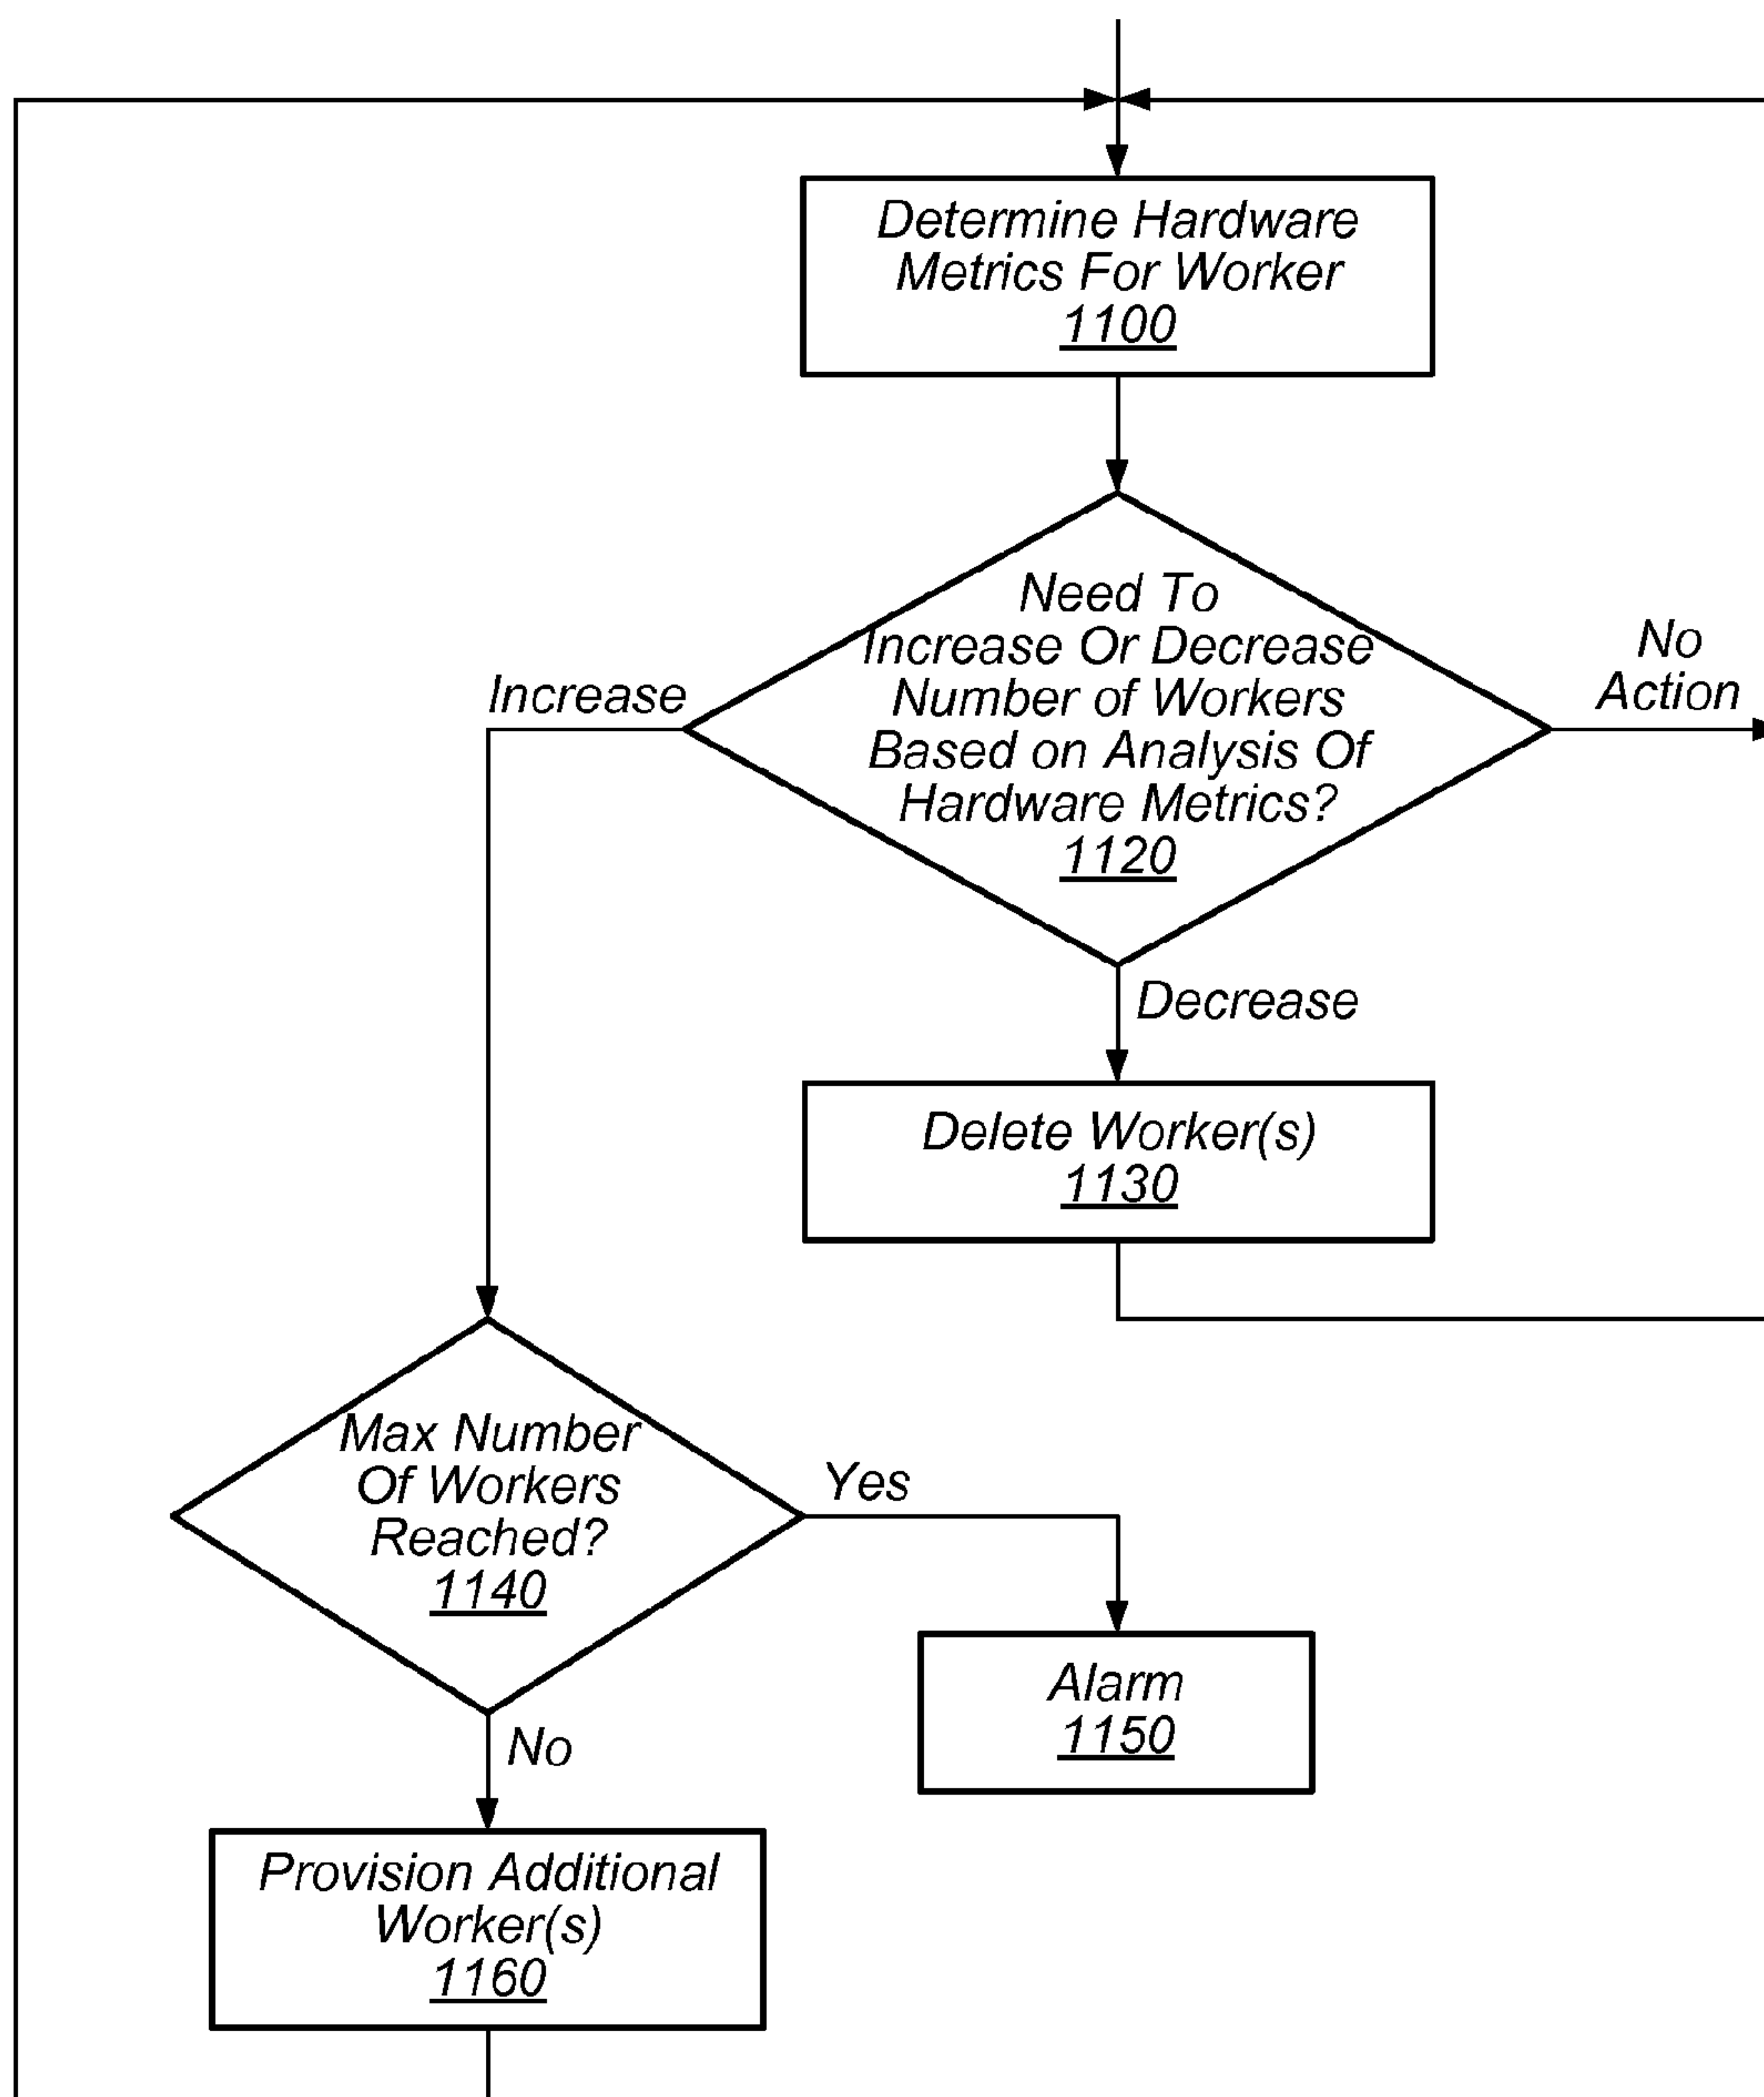 Determine Hardware
Metrics For Worker
1100
Need To
Increase Or Decrease
Number of Workers
Based on Analysis Of
Hardware Metrics?
1120
No
Action
Increase
Decrease
Delete Worker(s)
1130
Max Number
Of Workers
Reached?
1140
Yes
Alarm
1150
No
Provision Additional
Worker(s)
1160